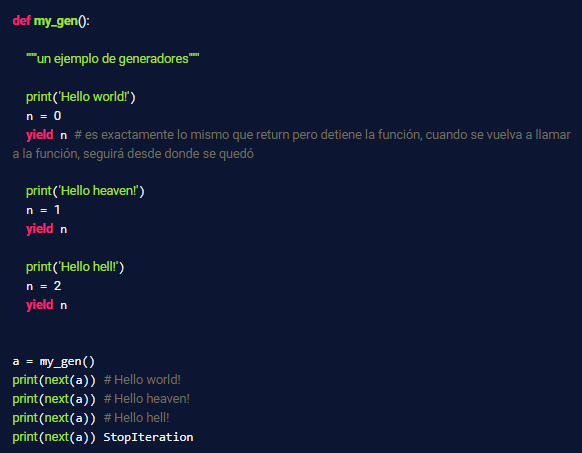 def my_gen():
"""un ejemplo de generadores"""
print('Hello world!')
n = 0
yield n # es exactamente lo mismo que return pero detiene la función, cuando se vuelva a llamar
a la función, seguirá desde donde se quedó
print('Hello heaven!')
n = 1
yield n
print('Hello hell!')
n = 2
yield n
a = my_gen()
print(next(a)) # Hello world!
print(next(a)) # Hello heaven!
print(next(a)) # Hello hell!
print(next(a)) StopIteration